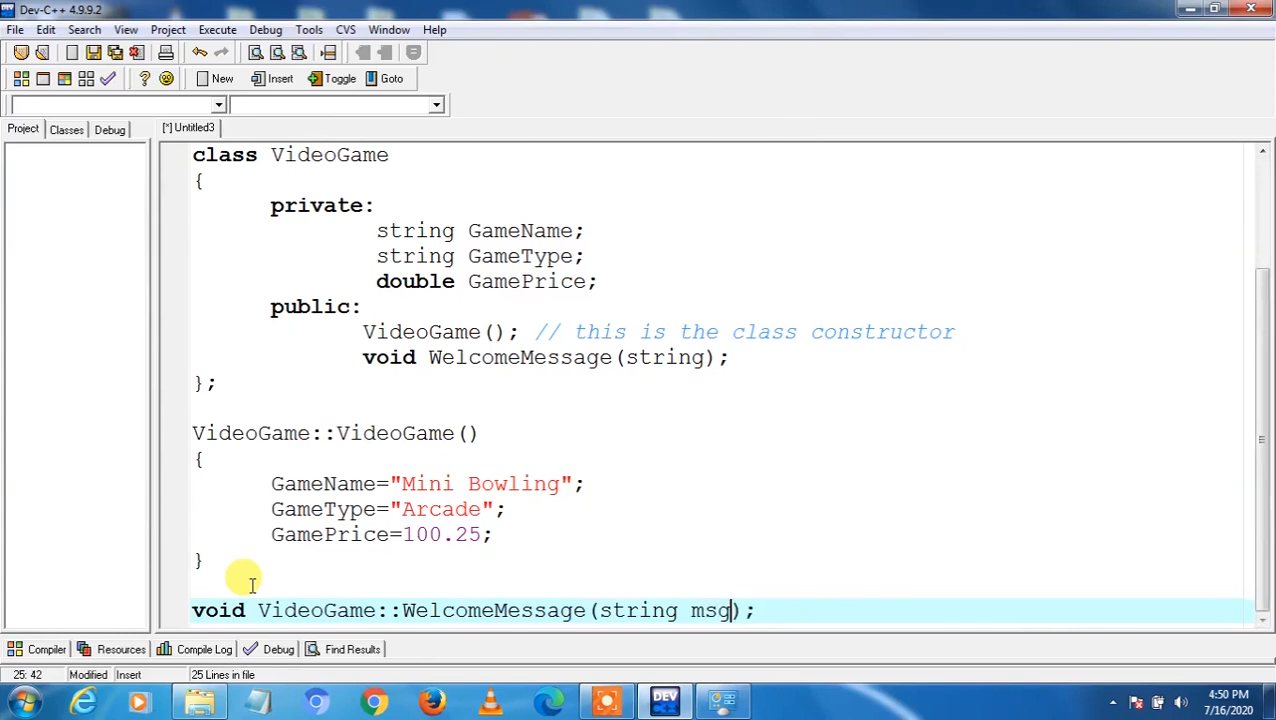 Dev-C++ 4.9.9.2
File Edit Search View Project Execute Debug Tools CVS Window Help
New Insert Toggle Goto
Project Classes Debug
[*] Untitled3
class VideoGame
{
private:
string GameName;
string GameType;
double GamePrice;
public:
VideoGame(); // this is the class constructor
void WelcomeMessage(string);
};
VideoGame::VideoGame()
{
GameName="Mini Bowling";
GameType="Arcade";
GamePrice=100.25;
}
void VideoGame::WelcomeMessage(string msg);
Compiler Resources Compile Log Debug Find Results
25: 42 Modified Insert 25 Lines in file
DEV
4:50 PM
7/16/2020